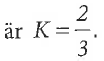 är K = 2/3.